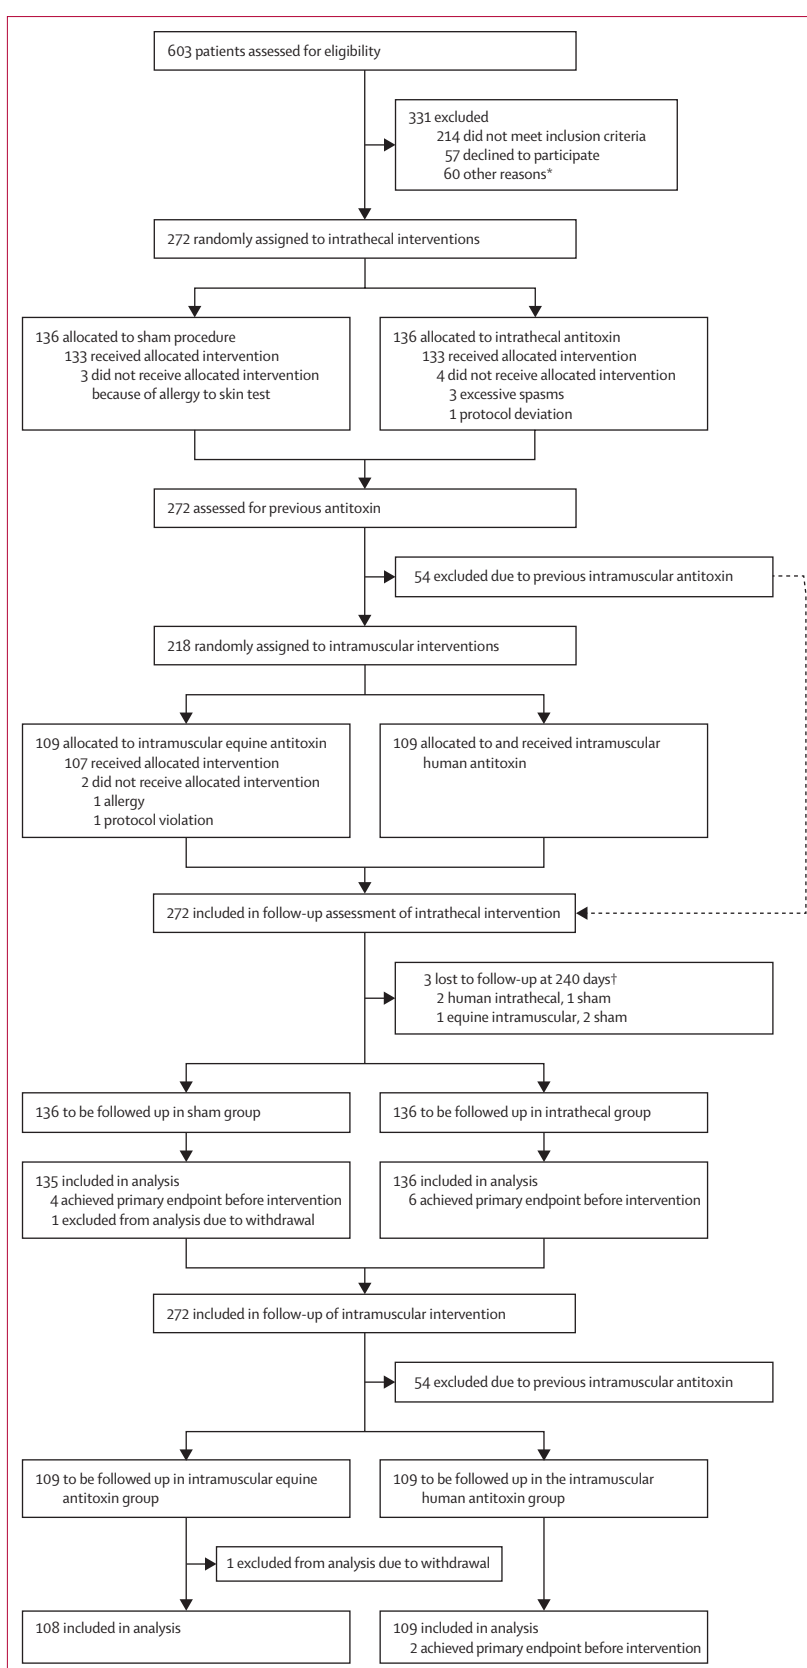 603 patients assessed for eligibility
331 excluded
214 did not meet inclusion criteria
57 declined to participate
60 other reasons*
272 randomly assigned to intrathecal interventions
136 allocated to sham procedure
133 received allocated intervention
3 did not receive allocated intervention
because of allergy to skin test
136 allocated to intrathecal antitoxin
133 received allocated intervention
4 did not receive allocated intervention
3 excessive spasms
1 protocol deviation
272 assessed for previous antitoxin
54 excluded due to previous intramuscular antitoxin
218 randomly assigned to intramuscular interventions
109 allocated to intramuscular equine antitoxin
107 received allocated intervention
2 did not receive allocated intervention
1 allergy
1 protocol violation
109 allocated to and received intramuscular
human antitoxin
272 included in follow-up assessment of intrathecal intervention
3 lost to follow-up at 240 days†
2 human intrathecal, 1 sham
1 equine intramuscular, 2 sham
136 to be followed up in sham group
136 to be followed up in intrathecal group
135 included in analysis
4 achieved primary endpoint before intervention
1 excluded from analysis due to withdrawal
136 included in analysis
6 achieved primary endpoint before intervention
272 included in follow-up of intramuscular intervention
54 excluded due to previous intramuscular antitoxin
109 to be followed up in intramuscular equine
antitoxin group
109 to be followed up in the intramuscular
human antitoxin group
1 excluded from analysis due to withdrawal
108 included in analysis
109 included in analysis
2 achieved primary endpoint before intervention